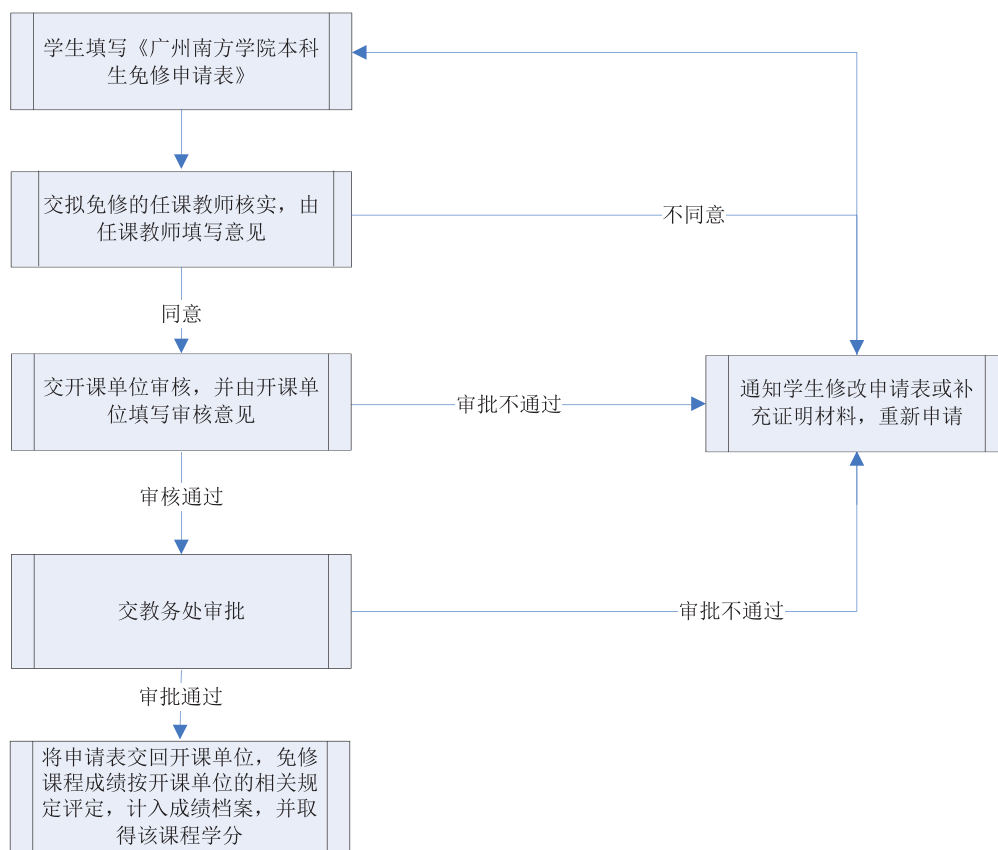 学生填写《广州南方学院本科
生免修申请表》
交拟免修的任课教师核实，由
任课教师填写意见
不同意
同意
交开课单位审核，并由开课单
位填写审核意见
审批不通过
通知学生修改申请表或补
充证明材料，重新申请
审核通过
交教务处审批
审批不通过
审批通过
将申请表交回开课单位，免修
课程成绩按开课单位的相关规
定评定，计入成绩档案，并取
得该课程学分